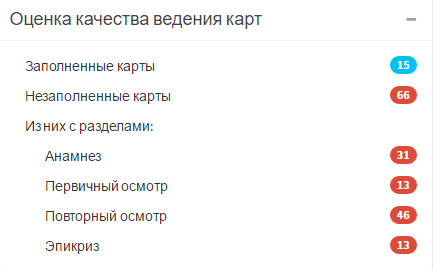 Оценка качества ведения карт
Заполненные карты 15
Незаполненные карты 66
Из них с разделами:
Анамнез 31
Первичный осмотр 13
Повторный осмотр 46
Эпикриз 13